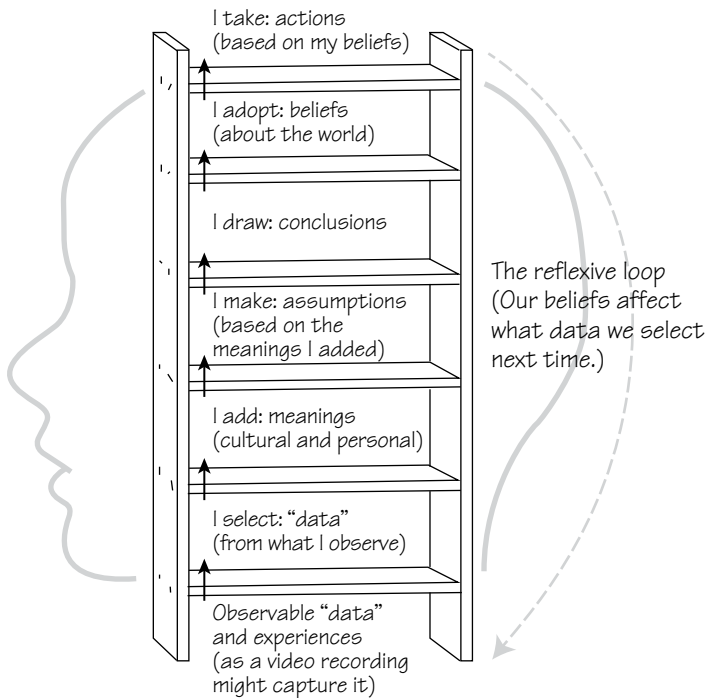 I take: actions
(based on my beliefs)
I adopt: beliefs
(about the world)
I draw: conclusions
I make: assumptions
(based on the
meanings I added)
I add: meanings
(cultural and personal)
I select: “data”
(from what I observe)
Observable “data”
and experiences
(as a video recording
might capture it)
The reflexive loop
(Our beliefs affect
what data we select
next time.)